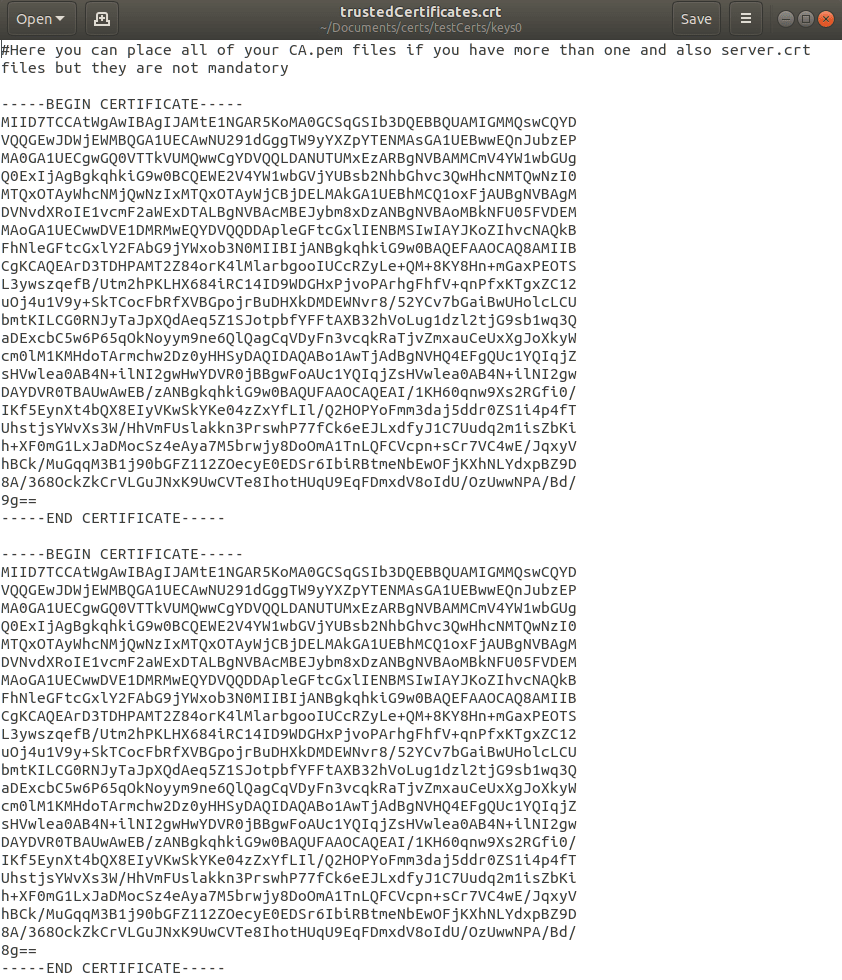 Open
trustedCertificates.crt
~/Documents/certs/testCerts/keys0
Save
#Here you can place all of your CA.pem files if you have more than one and also server.crt
files but they are not mandatory
-----BEGIN CERTIFICATE-----
MIID7TCCAtWgAwIBAgIJAMtE1NGAR5KoMA0GCSqGSIb3DQEBBQUAMIGMMQswCQYD
VQQGEwJDWjEWMBQGA1UECAwNU291dGggTW9yYXZpYTENMAsGA1UEBwwEQnJubzEP
MA0GA1UECgwGQ0VTTkVUMQwwCgYDVQQLDANUTUMxEzARBgNVBAMMCmV4YW1wbGUg
Q0ExIjAgBgkqhkiG9w0BCQEWE2V4YW1wbGVjYUBsb2NhbGhvc3QwHhcNMTQwNzI0
MTQxOTAyWhcNMjQwNzIxMTQxOTAyWjCBjDELMAkGA1UEBhMCQ1oxFjAUBgNVBAgM
DVNvdXRoIE1vcmF2aWExDTALBgNVBAcMBEJybm8xDzANBgNVBAoMBkNFU05FVDEM
MAoGA1UECwwDVE1DMRMwEQYDVQQDDApleGFtcGxlIENBMSIwIAYJKoZIhvcNAQkB
FhNleGFtcGxlY2FAbG9jYWxob3N0MIIBIjANBgkqhkiG9w0BAQEFAAOCAQ8AMIIB
CgKCAQEArD3TDHPAMT2Z84orK4lMlarbgooIUCcRZyLe+QM+8KY8Hn+mGaxPEOTS
L3ywszqefB/Utm2hPKLHX684iRC14ID9WDGHxPjvoPArhgFhfV+qnPfxKTgxZC12
uOj4u1V9y+SkTCocFbRfXVBGpojrBuDHXkDMDEWNvr8/52YCv7bGaiBwUHolcLCU
bmtKILCG0RNJyTaJpXQdAeq5Z1SJotpbfYFFtAXB32hVoLug1dzl2tjG9sb1wq3Q
aDExcbC5w6P65qOkNoyym9ne6QlQagCqVDyFn3vcqkRaTjvZmxauCeUxXgJoXkyW
cm0lM1KMHdoTArmchw2Dz0yHHSyDAQIDAQABo1AwTjAdBgNVHQ4EFgQUc1YQIqjZ
sHVwlea0AB4N+ilNI2gwHwYDVR0jBBgwFoAUc1YQIqjZsHVwlea0AB4N+ilNI2gw
DAYDVR0TBAUwAwEB/zANBgkqhkiG9w0BAQUFAAOCAQEAI/1KH60qnw9Xs2RGfi0/
IKf5EynXt4bQX8EIyVKwSkYKe04zZxYfLIl/Q2HOPYoFmm3daj5ddr0ZS1i4p4fT
UhstjsYWvXs3W/HhVmFUslakkn3PrswhP77fCk6eEJLxdfyJ1C7Uudq2m1isZbKi
h+XF0mG1LxJaDMocSz4eAya7M5brwjy8DoOmA1TnLQFCVcpn+sCr7VC4wE/JqxyV
hBCk/MuGqqM3B1j90bGFZ112ZOecyE0EDSr6IbiRBtmeNbEwOFjKXhNLYdxpBZ9D
8A/368OckZkCrVLGuJNxK9UwCVTe8IhotHUqU9EqFDmxdV8oIdU/OzUwwNPA/Bd/
9g==
-----END CERTIFICATE-----
-----BEGIN CERTIFICATE-----
MIID7TCCAtWgAwIBAgIJAMtE1NGAR5KoMA0GCSqGSIb3DQEBBQUAMIGMMQswCQYD
VQQGEwJDWjEWMBQGA1UECAwNU291dGggTW9yYXZpYTENMAsGA1UEBwwEQnJubzEP
MA0GA1UECgwGQ0VTTkVUMQwwCgYDVQQLDANUTUMxEzARBgNVBAMMCmV4YW1wbGUg
Q0ExIjAgBgkqhkiG9w0BCQEWE2V4YW1wbGVjYUBsb2NhbGhvc3QwHhcNMTQwNzI0
MTQxOTAyWhcNMjQwNzIxMTQxOTAyWjCBjDELMAkGA1UEBhMCQ1oxFjAUBgNVBAgM
DVNvdXRoIE1vcmF2aWExDTALBgNVBAcMBEJybm8xDzANBgNVBAoMBkNFU05FVDEM
MAoGA1UECwwDVE1DMRMwEQYDVQQDDApleGFtcGxlIENBMSIwIAYJKoZIhvcNAQkB
FhNleGFtcGxlY2FAbG9jYWxob3N0MIIBIjANBgkqhkiG9w0BAQEFAAOCAQ8AMIIB
CgKCAQEArD3TDHPAMT2Z84orK4lMlarbgooIUCcRZyLe+QM+8KY8Hn+mGaxPEOTS
L3ywszqefB/Utm2hPKLHX684iRC14ID9WDGHxPjvoPArhgFhfV+qnPfxKTgxZC12
uOj4u1V9y+SkTCocFbRfXVBGpojrBuDHXkDMDEWNvr8/52YCv7bGaiBwUHolcLCU
bmtKILCG0RNJyTaJpXQdAeq5Z1SJotpbfYFFtAXB32hVoLug1dzl2tjG9sb1wq3Q
aDExcbC5w6P65qOkNoyym9ne6QlQagCqVDyFn3vcqkRaTjvZmxauCeUxXgJoXkyW
cm0lM1KMHdoTArmchw2Dz0yHHSyDAQIDAQABo1AwTjAdBgNVHQ4EFgQUc1YQIqjZ
sHVwlea0AB4N+ilNI2gwHwYDVR0jBBgwFoAUc1YQIqjZsHVwlea0AB4N+ilNI2gw
DAYDVR0TBAUwAwEB/zANBgkqhkiG9w0BAQUFAAOCAQEAI/1KH60qnw9Xs2RGfi0/
IKf5EynXt4bQX8EIyVKwSkYKe04zZxYfLIl/Q2HOPYoFmm3daj5ddr0ZS1i4p4fT
UhstjsYWvXs3W/HhVmFUslakkn3PrswhP77fCk6eEJLxdfyJ1C7Uudq2m1isZbKi
h+XF0mG1LxJaDMocSz4eAya7M5brwjy8DoOmA1TnLQFCVcpn+sCr7VC4wE/JqxyV
hBCk/MuGqqM3B1j90bGFZ112ZOecyE0EDSr6IbiRBtmeNbEwOFjKXhNLYdxpBZ9D
8A/368OckZkCrVLGuJNxK9UwCVTe8IhotHUqU9EqFDmxdV8oIdU/OzUwwNPA/Bd/
8g==
-----END CERTIFICATE-----